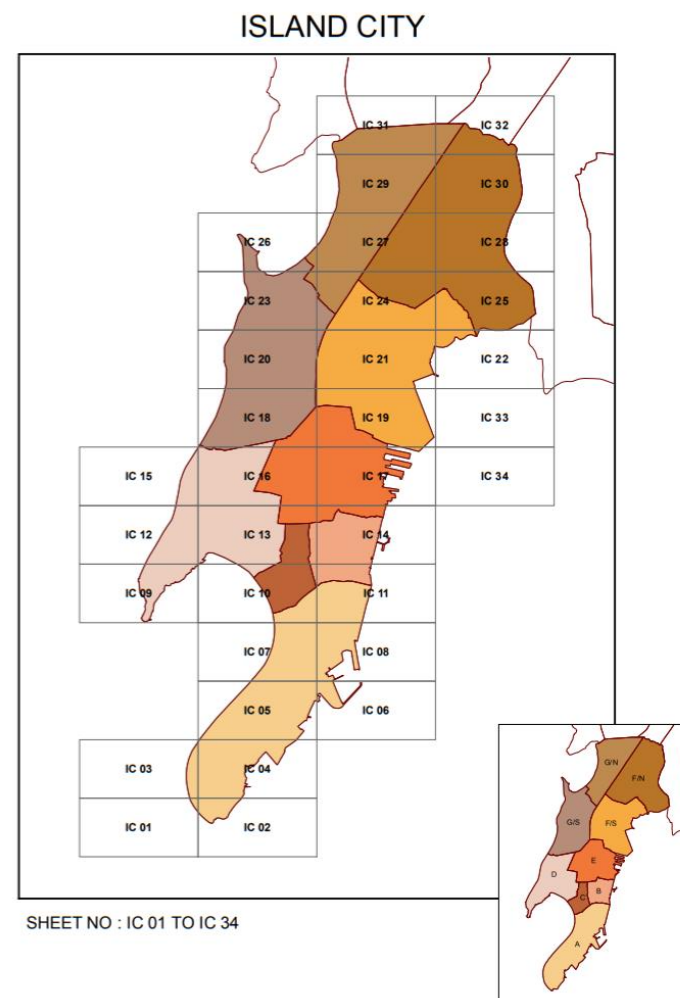 ISLAND CITY
IC 31 IC 32
IC 29 IC 30
IC 26 IC 27 IC 28
IC 23 IC 24 IC 25
IC 20 IC 21 IC 22
IC 18 IC 19 IC 33
IC 15 IC 16 IC 17 IC 34
IC 12 IC 13 IC 14
IC 09 IC 10 IC 11
IC 07 IC 08
IC 05 IC 06
IC 03 IC 04
IC 01 IC 02
G/N
F/N
G/S
F/S
E
D
C
B
A
SHEET NO : IC 01 TO IC 34